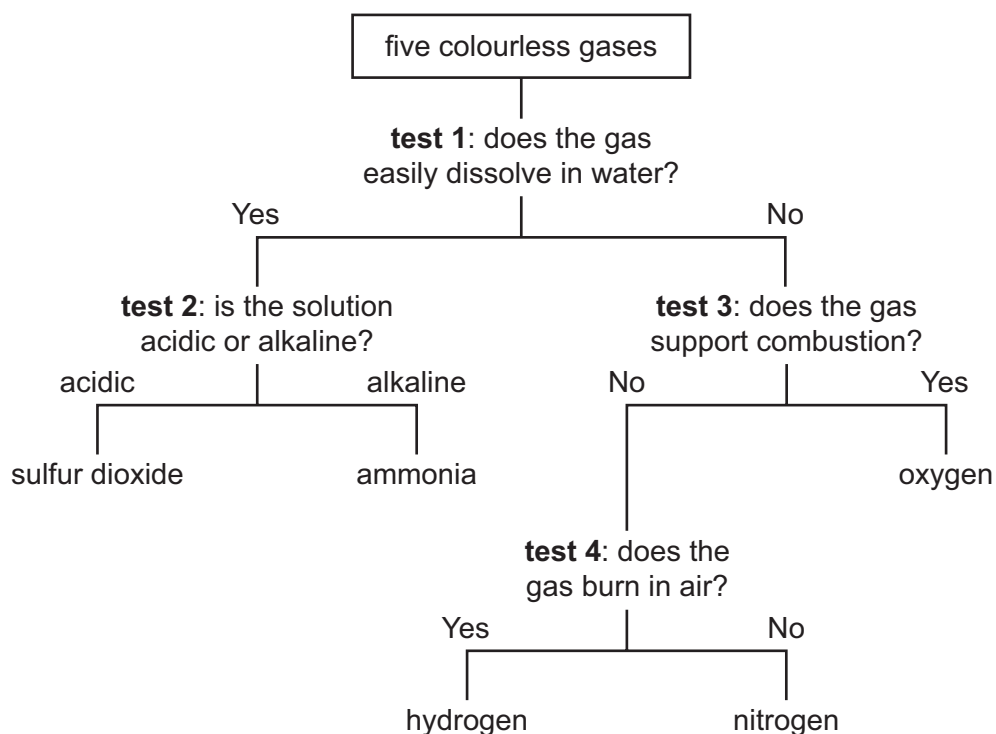 five colourless gases
test 1: does the gas
easily dissolve in water?
Yes
No
test 2: is the solution
acidic or alkaline?
test 3: does the gas
support combustion?
acidic
alkaline
No
Yes
sulfur dioxide
ammonia
oxygen
test 4: does the
gas burn in air?
Yes
No
hydrogen
nitrogen